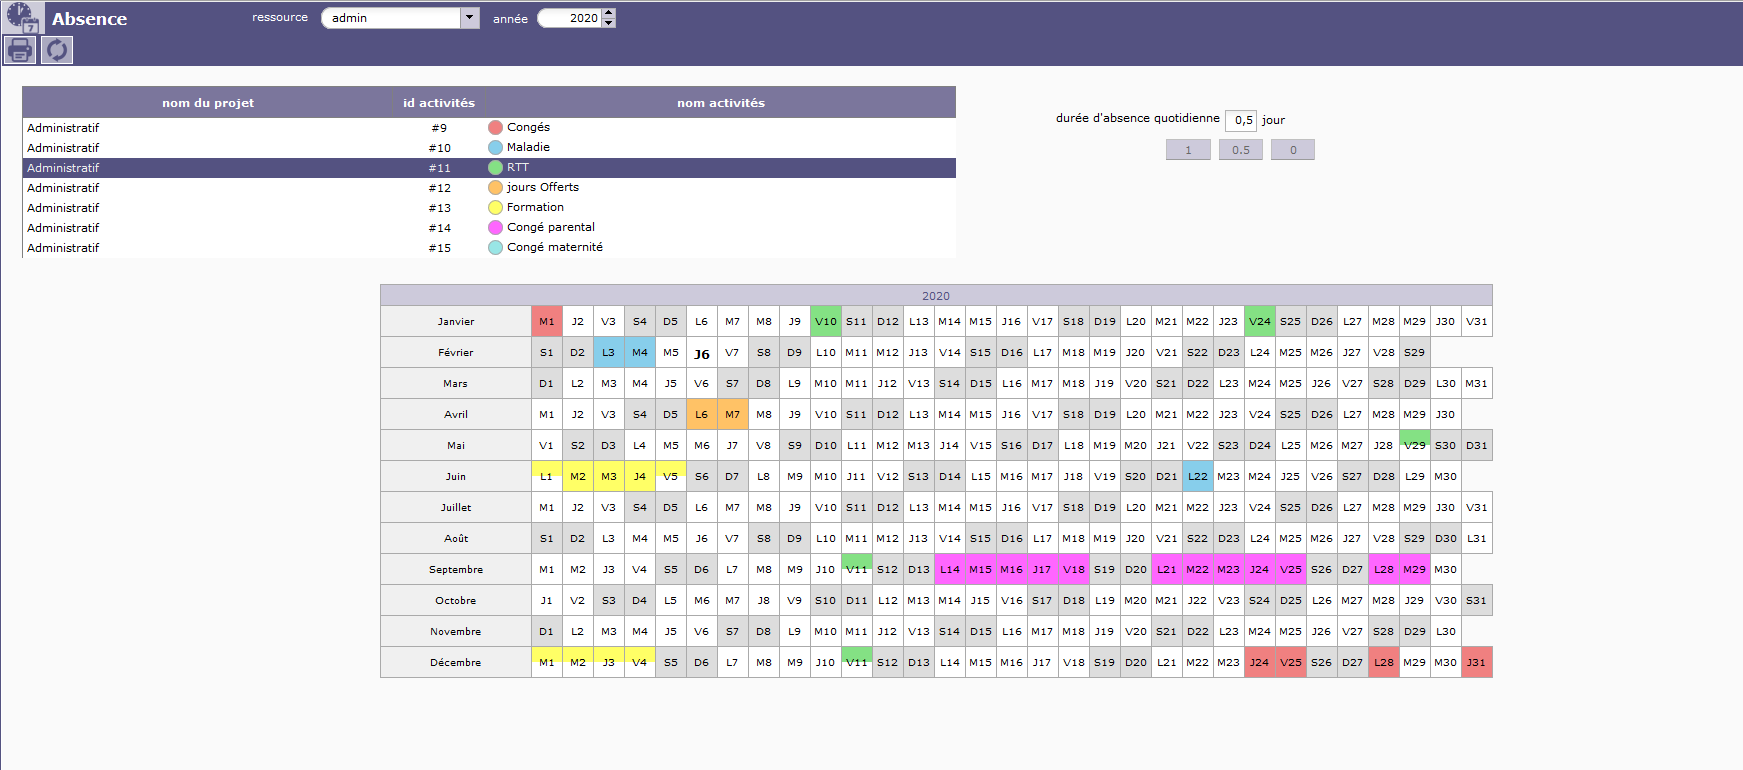 Absence ressource admin année 2020
7
nom du projet id activités nom activités
Administratif #9 Congés
Administratif #10 Maladie
Administratif #11 RTT
Administratif #12 jours Offerts
Administratif #13 Formation
Administratif #14 Congé parental
Administratif #15 Congé maternité
durée d'absence quotidienne 0,5 jour
1 0.5 0
2020
Janvier M1 J2 V3 S4 D5 L6 M7 M8 J9 V10 S11 D12 L13 M14 M15 J16 V17 S18 D19 L20 M21 M22 J23 V24 S25 D26 L27 M28 M29 J30 V31
Février S1 D2 L3 M4 M5 J6 V7 S8 D9 L10 M11 M12 J13 V14 S15 D16 L17 M18 M19 J20 V21 S22 D23 L24 M25 M26 J27 V28 S29
Mars D1 L2 M3 M4 J5 V6 S7 D8 L9 M10 M11 J12 V13 S14 D15 L16 M17 M18 J19 V20 S21 D22 L23 M24 M25 J26 V27 S28 D29 L30 M31
Avril M1 J2 V3 S4 D5 L6 M7 M8 J9 V10 S11 D12 L13 M14 M15 J16 V17 S18 D19 L20 M21 M22 J23 V24 S25 D26 L27 M28 M29 J30
Mai V1 S2 D3 L4 M5 M6 J7 V8 S9 D10 L11 M12 M13 J14 V15 S16 D17 L18 M19 M20 J21 V22 S23 D24 L25 M26 M27 J28 V29 S30 D31
Juin L1 M2 M3 J4 V5 S6 D7 L8 M9 M10 J11 V12 S13 D14 L15 M16 M17 J18 V19 S20 D21 L22 M23 M24 J25 V26 S27 D28 L29 M30
Juillet M1 J2 V3 S4 D5 L6 M7 M8 J9 V10 S11 D12 L13 M14 M15 J16 V17 S18 D19 L20 M21 M22 J23 V24 S25 D26 L27 M28 M29 J30 V31
Août S1 D2 L3 M4 M5 J6 V7 S8 D9 L10 M11 M12 J13 V14 S15 D16 L17 M18 M19 J20 V21 S22 D23 L24 M25 M26 J27 V28 S29 D30 L31
Septembre M1 M2 J3 V4 S5 D6 L7 M8 M9 J10 V11 S12 D13 L14 M15 M16 J17 V18 S19 D20 L21 M22 M23 J24 V25 S26 D27 L28 M29 M30
Octobre J1 V2 S3 D4 L5 M6 M7 J8 V9 S10 D11 L12 M13 M14 J15 V16 S17 D18 L19 M20 M21 J22 V23 S24 D25 L26 M27 M28 J29 V30 S31
Novembre D1 L2 M3 M4 J5 V6 S7 D8 L9 M10 M11 J12 V13 S14 D15 L16 M17 M18 J19 V20 S21 D22 L23 M24 M25 J26 V27 S28 D29 L30
Décembre M1 M2 J3 V4 S5 D6 L7 M8 M9 J10 V11 S12 D13 L14 M15 M16 J17 V18 S19 D20 L21 M22 M23 J24 V25 S26 D27 L28 M29 M30 J31